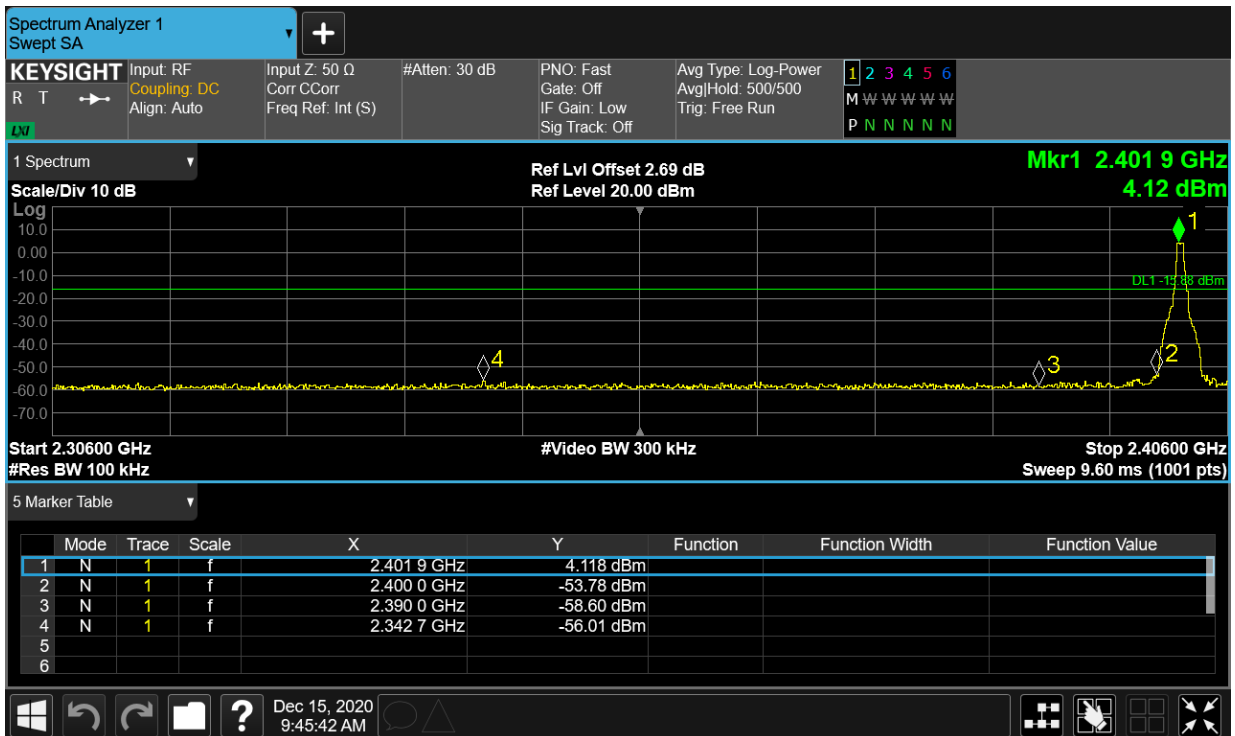 Spectrum Analyzer 1
Swept SA
KEYSIGHT
R T
LXI
Input: RF
Coupling: DC
Align: Auto
Input Z: 50 Ω
Corr CCorr
Freq Ref: Int (S)
#Atten: 30 dB
PNO: Fast
Gate: Off
IF Gain: Low
Sig Track: Off
Avg Type: Log-Power
Avg|Hold: 500/500
Trig: Free Run
1 2 3 4 5 6
M W W W W W
P N N N N N
1 Spectrum
Scale/Div 10 dB
Ref Lvl Offset 2.69 dB
Ref Level 20.00 dBm
Mkr1 2.401 9 GHz
4.12 dBm
Log
10.0
0.00
-10.0
-20.0
-30.0
-40.0
-50.0
-60.0
-70.0
1
DL1 -15.88 dBm
4
3
2
Start 2.30600 GHz
#Res BW 100 kHz
#Video BW 300 kHz
Stop 2.40600 GHz
Sweep 9.60 ms (1001 pts)
5 Marker Table
Mode Trace Scale X Y Function Function Width Function Value
1 N 1 f 2.401 9 GHz 4.118 dBm
2 N 1 f 2.400 0 GHz -53.78 dBm
3 N 1 f 2.390 0 GHz -58.60 dBm
4 N 1 f 2.342 7 GHz -56.01 dBm
5
6
?
Dec 15, 2020
9:45:42 AM